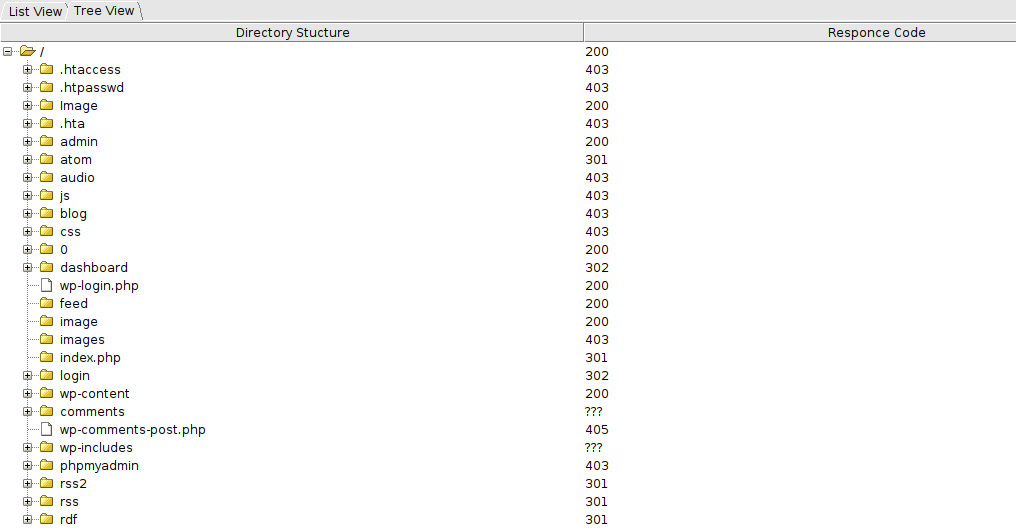 List View Tree View
Directory Stucture Responce Code
/ 200
.htaccess 403
.htpasswd 403
Image 200
.hta 403
admin 200
atom 301
audio 403
js 403
blog 403
css 403
0 200
dashboard 302
wp-login.php 200
feed 200
image 200
images 403
index.php 301
login 302
wp-content 200
comments ???
wp-comments-post.php 405
wp-includes ???
phpmyadmin 403
rss2 301
rss 301
rdf 301